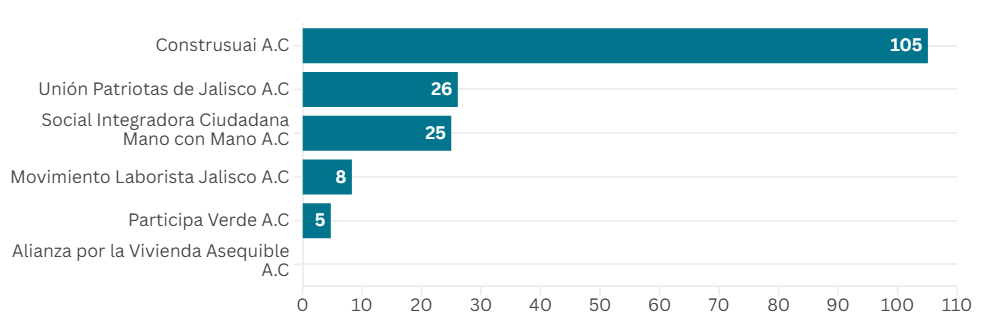 Construsuai A.C
105
Unión Patriotas de Jalisco A.C
26
Social Integradora Ciudadana
Mano con Mano A.C
25
Movimiento Laborista Jalisco A.C
8
Participa Verde A.C
5
Alianza por la Vivienda Asequible
A.C
0 10 20 30 40 50 60 70 80 90 100 110